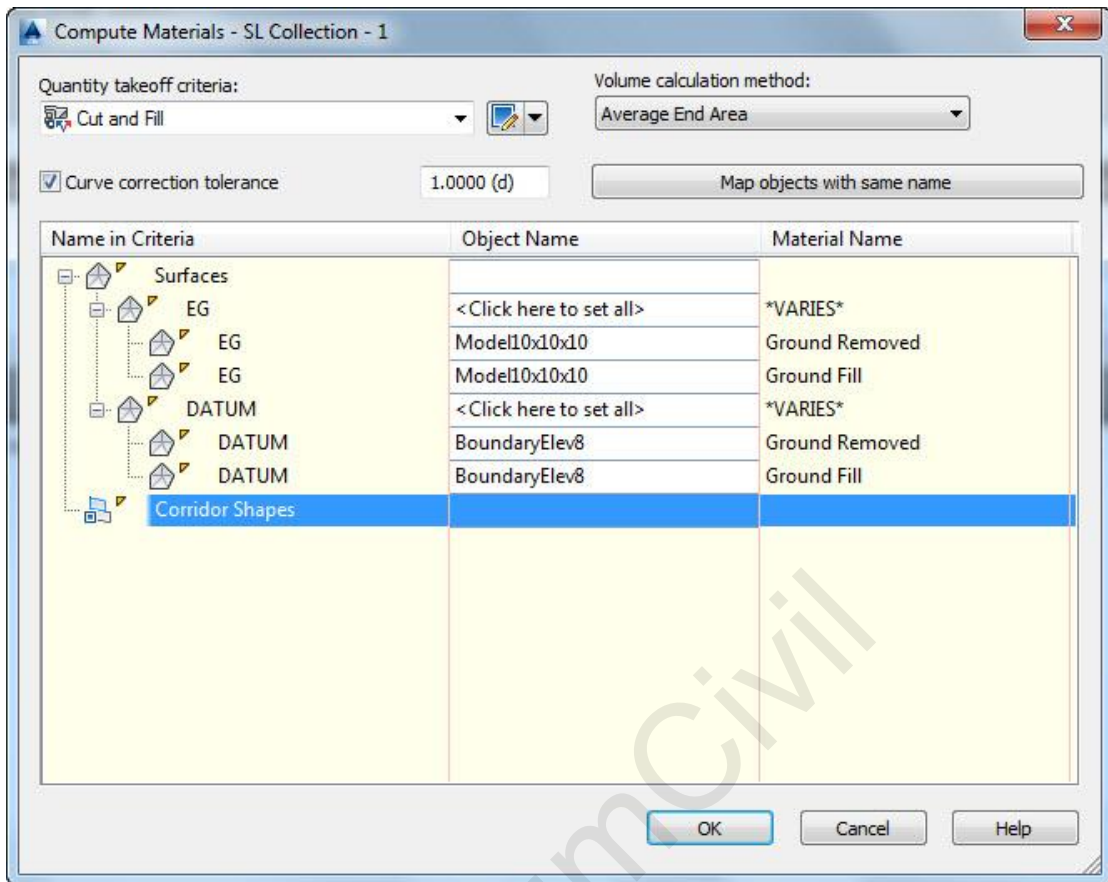 Compute Materials - SL Collection - 1
Quantity takeoff criteria:
Volume calculation method:
Cut and Fill
Average End Area
Curve correction tolerance 1.0000 (d) Map objects with same name
Name in Criteria Object Name Material Name
Surfaces
EG <Click here to set all> *VARIES*
EG Model10x10x10 Ground Removed
EG Model10x10x10 Ground Fill
DATUM <Click here to set all> *VARIES*
DATUM BoundaryElev8 Ground Removed
DATUM BoundaryElev8 Ground Fill
Corridor Shapes
OK Cancel Help
mCivil